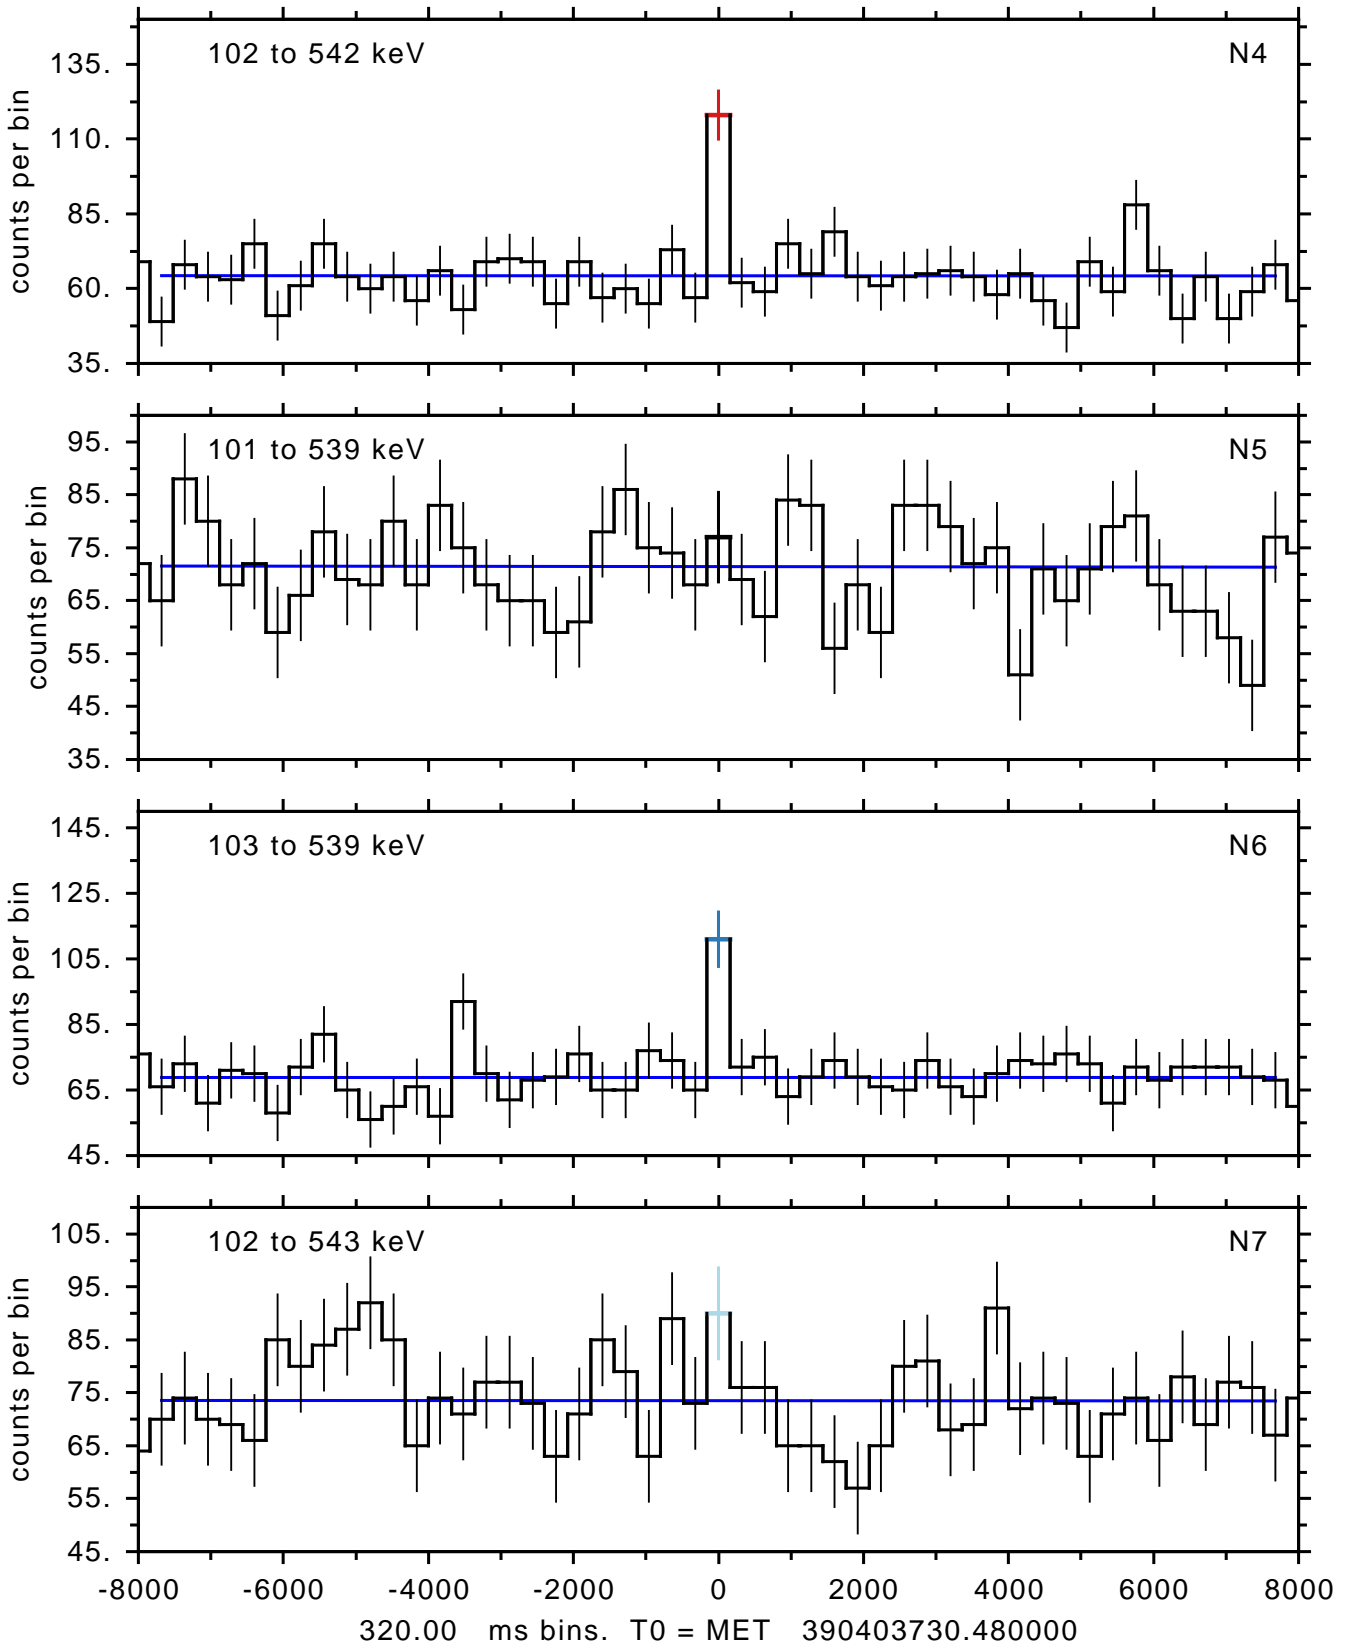 102 to 542 keV N4
135.
110.
85.
60.
35.
counts per bin
101 to 539 keV N5
95.
85.
75.
65.
55.
45.
35.
counts per bin
103 to 539 keV N6
145.
125.
105.
85.
65.
45.
counts per bin
102 to 543 keV N7
105.
95.
85.
75.
65.
55.
45.
counts per bin
-8000 -6000 -4000 -2000 0 2000 4000 6000 8000
320.00 ms bins. T0 = MET 390403730.480000